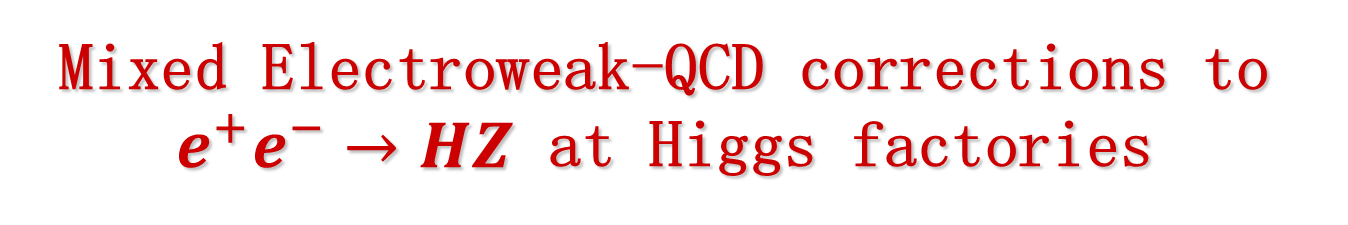 Mixed Electroweak-QCD corrections to
e⁺e⁻ → HZ at Higgs factories